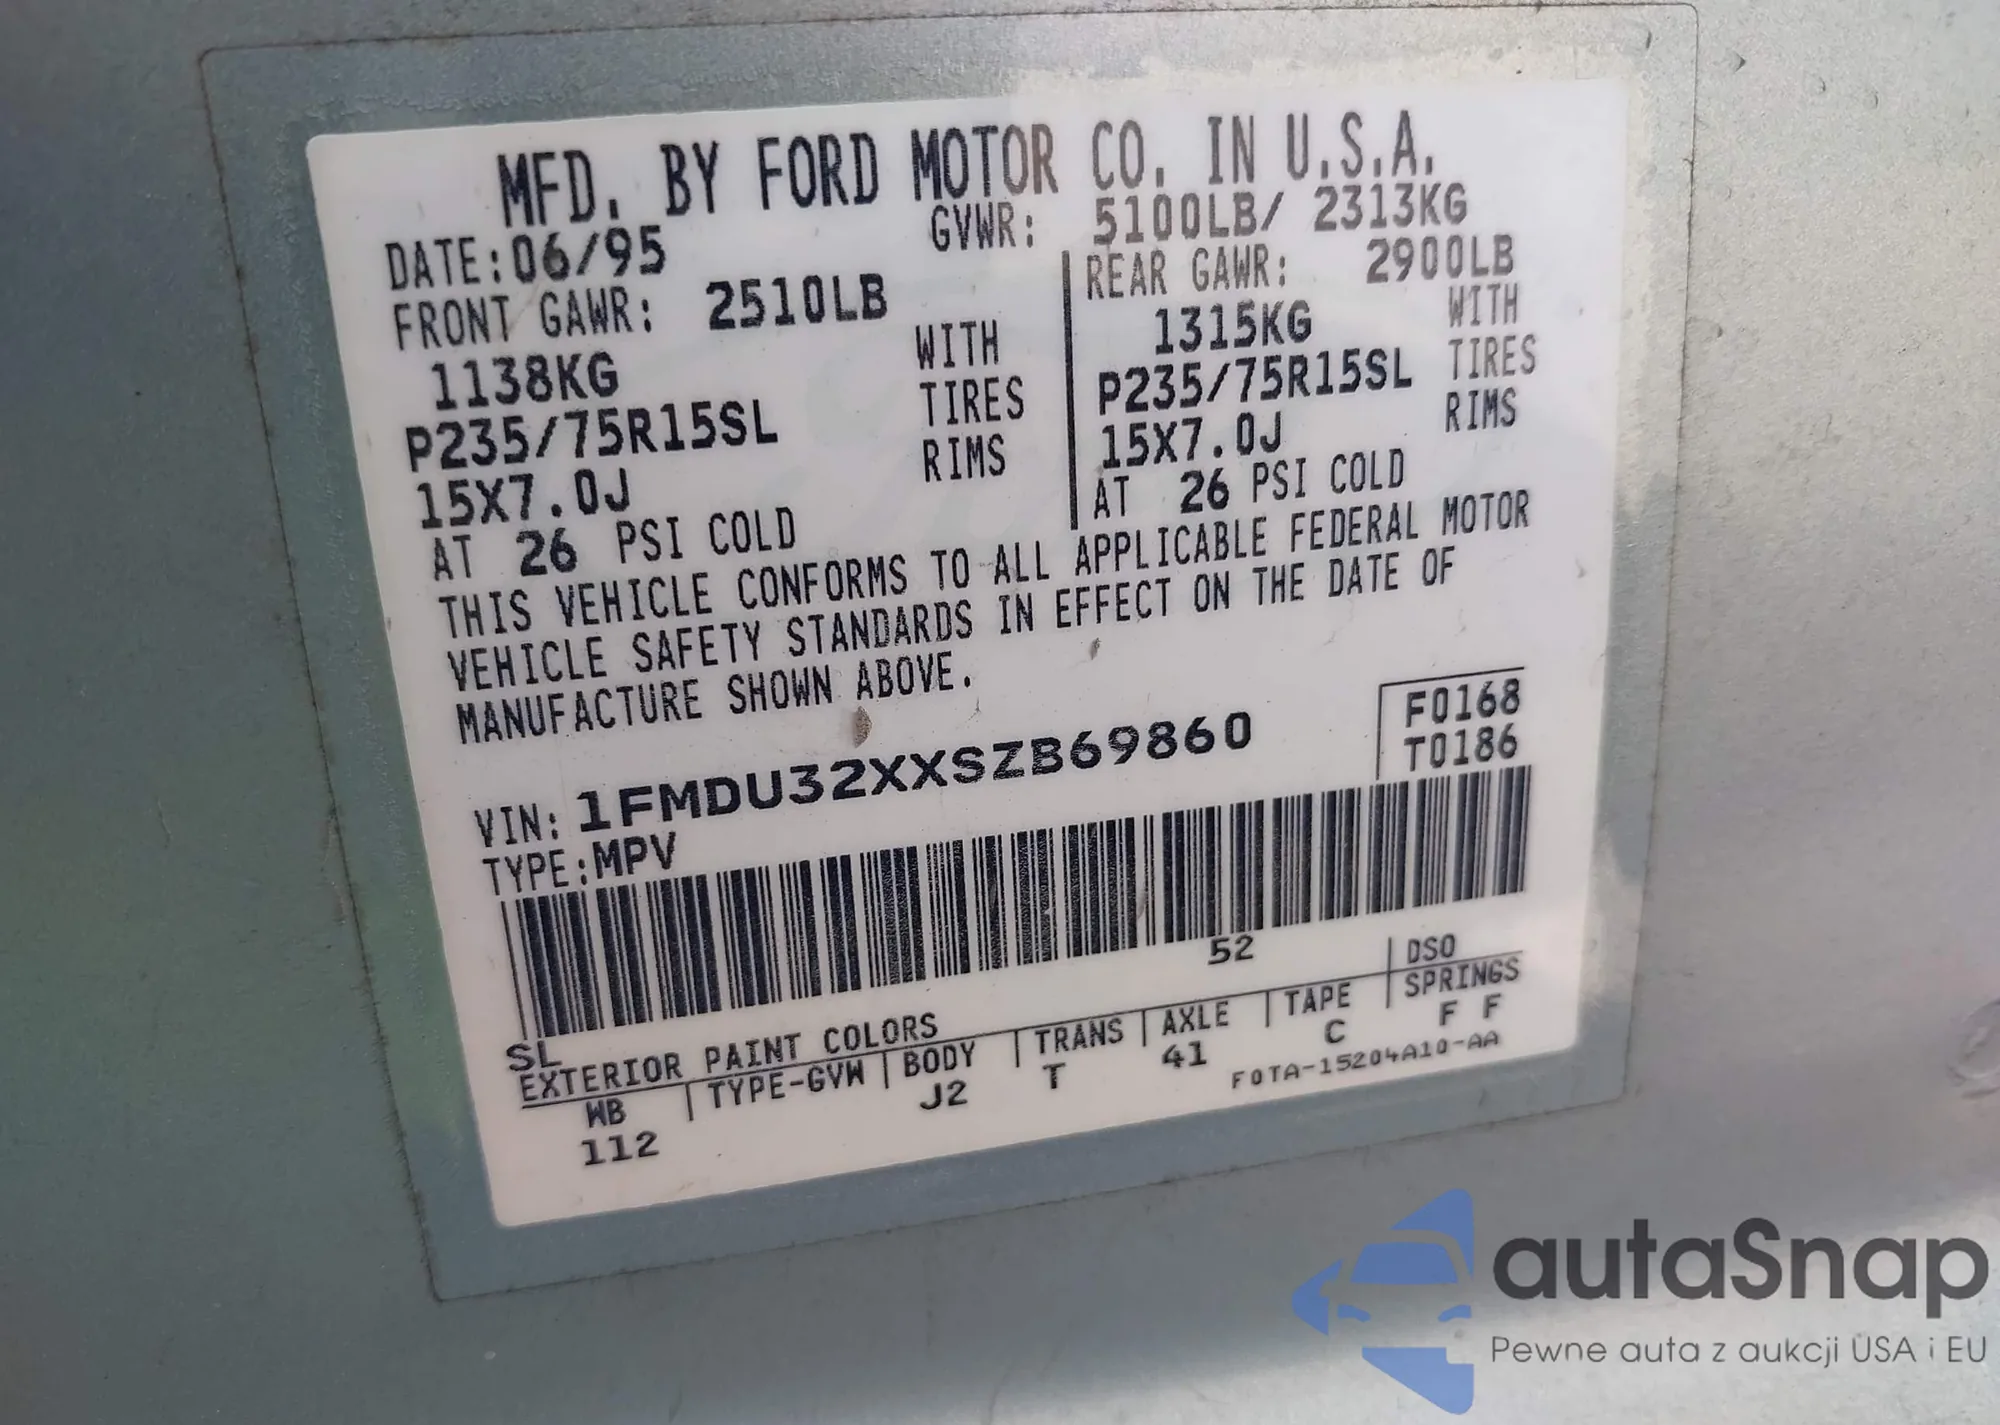 MFD. BY FORD MOTOR CO. IN U.S.A.
DATE:06/95 GVWR: 5100LB/ 2313KG
FRONT GAWR: 2510LB REAR GAWR: 2900LB
1138KG WITH 1315KG WITH
P235/75R15SL TIRES P235/75R15SL TIRES
15X7.0J RIMS 15X7.0J RIMS
AT 26 PSI COLD AT 26 PSI COLD
THIS VEHICLE CONFORMS TO ALL APPLICABLE FEDERAL MOTOR
VEHICLE SAFETY STANDARDS IN EFFECT ON THE DATE OF
MANUFACTURE SHOWN ABOVE.
F0168
VIN: 1FMDU32XXSZB69860 T0186
TYPE:MPV
52
SL
EXTERIOR PAINT COLORS DSO
WB TYPE-GVW BODY TRANS AXLE TAPE SPRINGS
112 J2 T 41 C F F
F0TA-15204A10-AA
autaSnap
Pewne auta z aukcji USA i EU